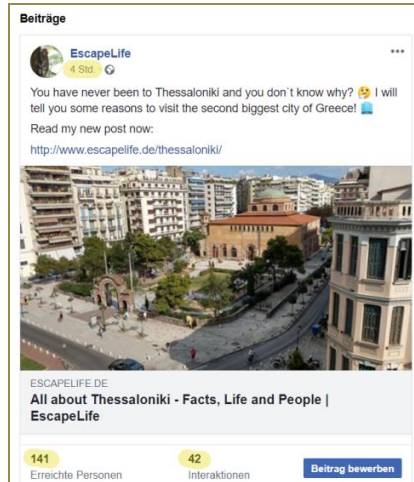 Beiträge
EscapeLife
4 Std.
You have never been to Thessaloniki and you don`t know why? 🤔 I will
tell you some reasons to visit the second biggest city of Greece!
Read my new post now:
http://www.escapelife.de/thessaloniki/
ESCAPELIFE.DE
All about Thessaloniki - Facts, Life and People |
EscapeLife
141
Erreichte Personen
42
Interaktionen
Beitrag bewerben